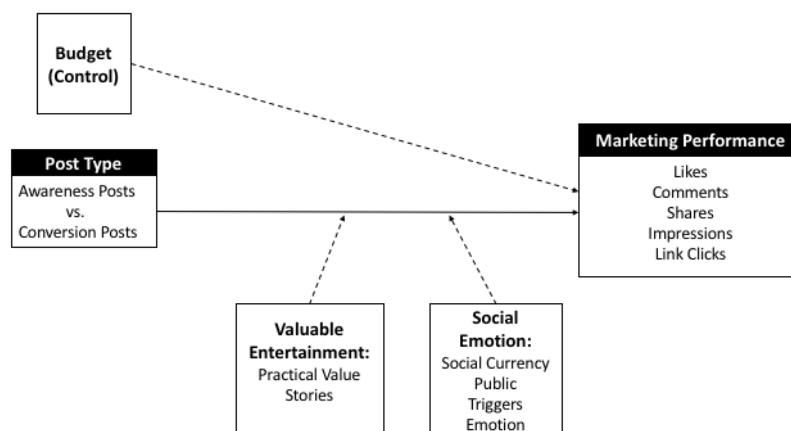 Budget
(Control)
Post Type
Awareness Posts
vs.
Conversion Posts
Marketing Performance
Likes
Comments
Shares
Impressions
Link Clicks
Valuable
Entertainment:
Practical Value
Stories
Social
Emotion:
Social Currency
Public
Triggers
Emotion